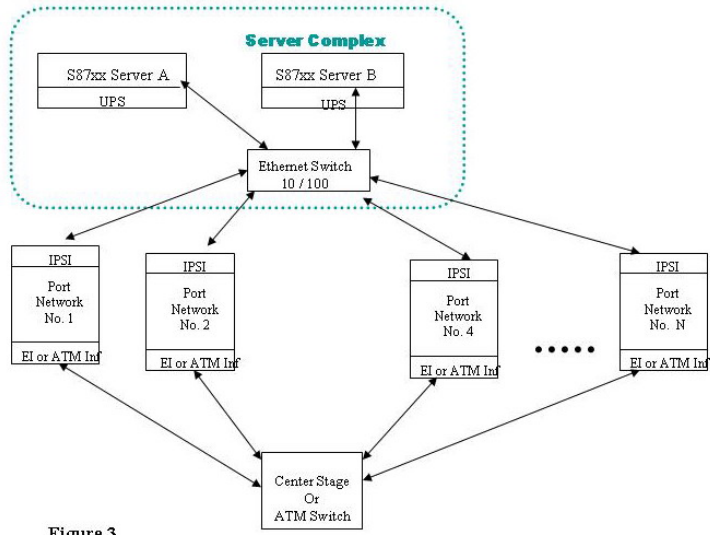 Server Complex
S87xx Server A
UPS
S87xx Server B
UPS
Ethernet Switch
10 / 100
IPSI
Port
Network
No. 1
EI or ATM Inf
IPSI
Port
Network
No. 2
EI or ATM Inf
IPSI
Port
Network
No. 4
EI or ATM Inf
IPSI
Port
Network
No. N
EI or ATM Inf
Center Stage
Or
ATM Switch
Figure 3